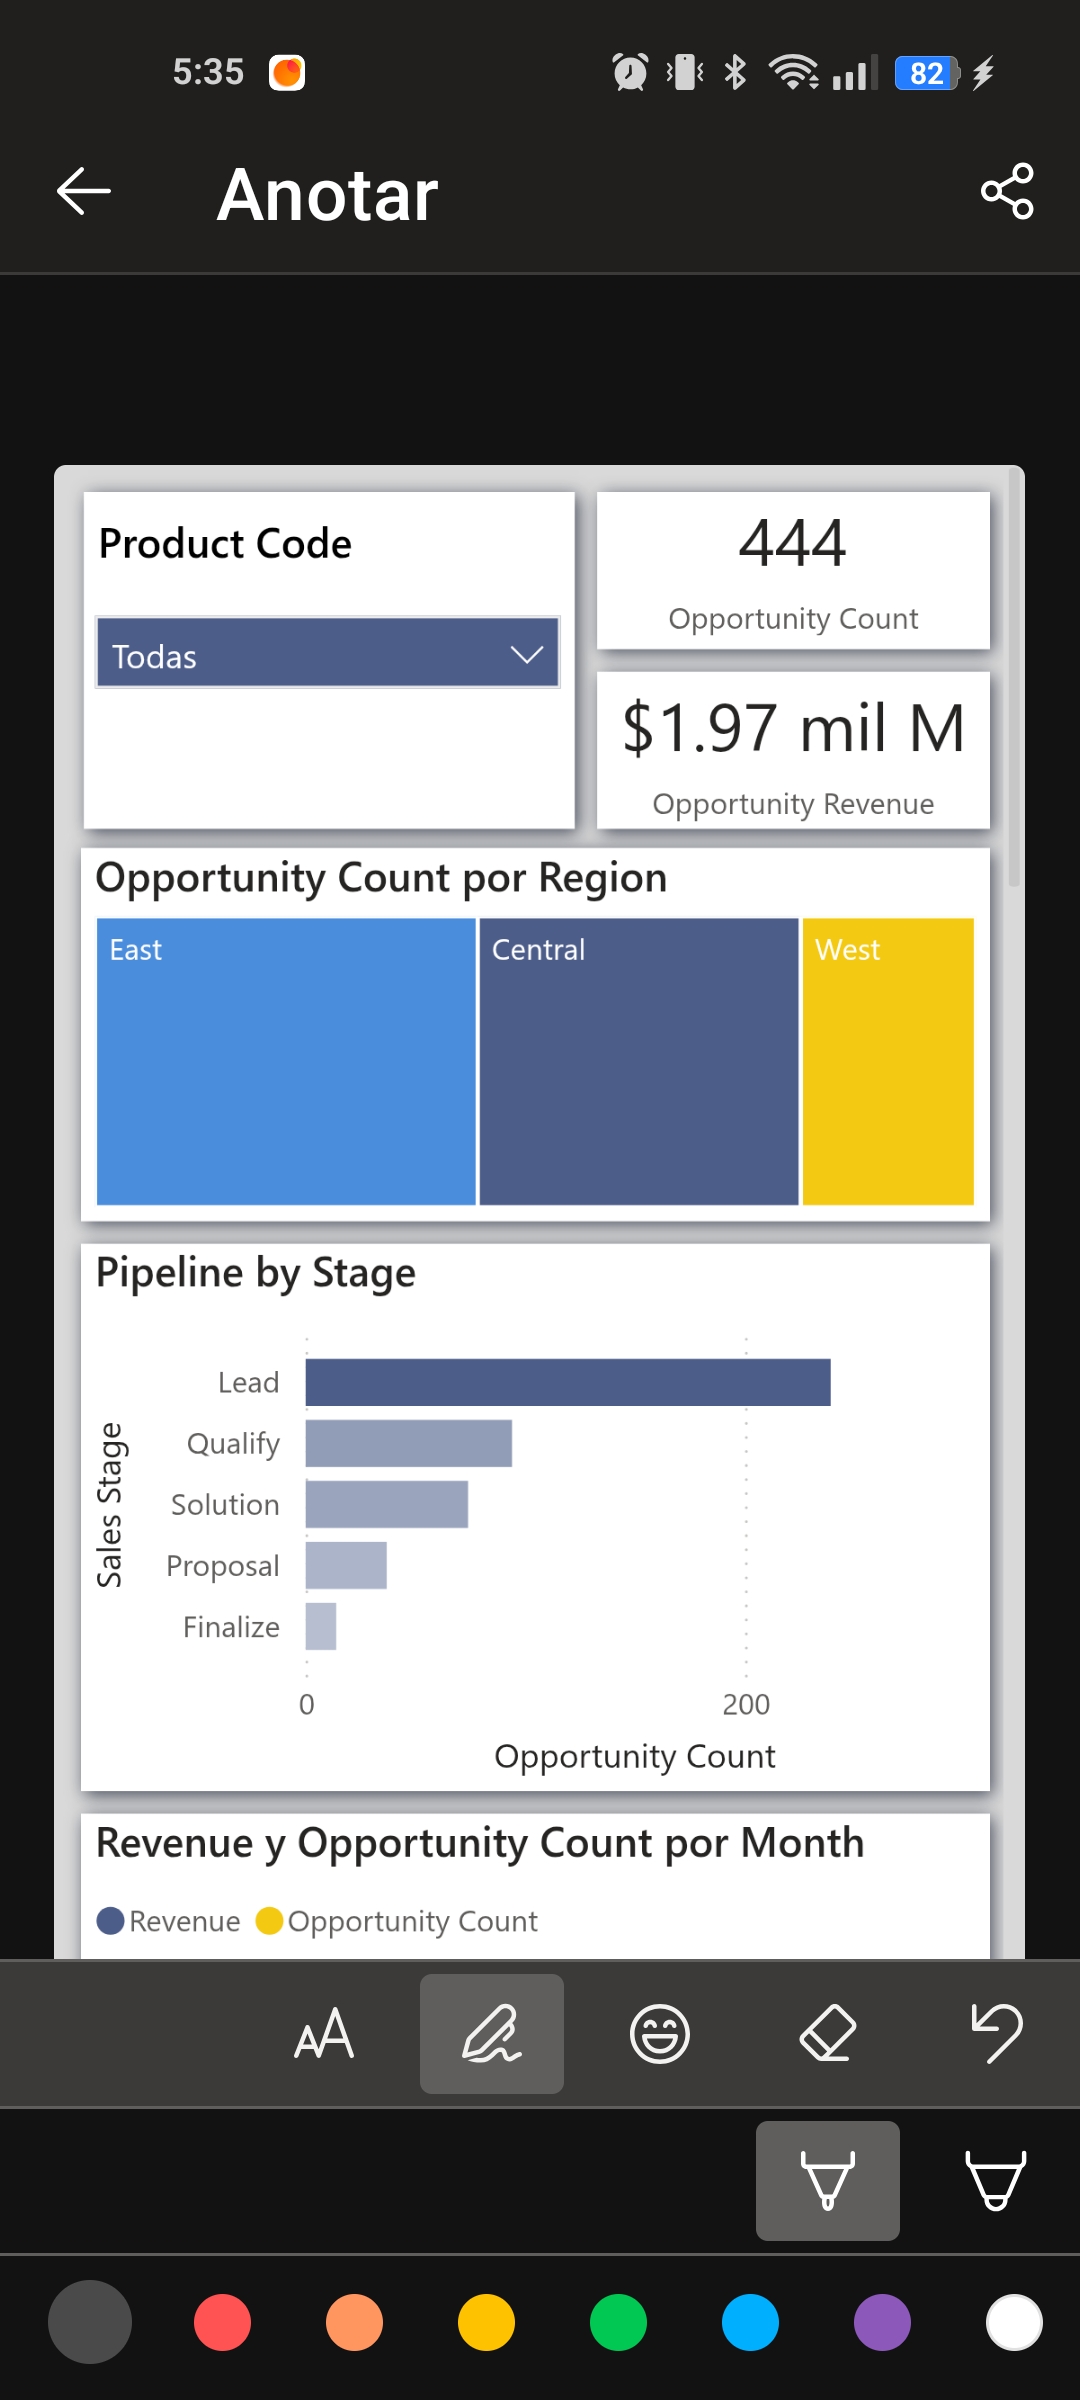 5:35
82
Anotar
Product Code
Todas
444
Opportunity Count
$1.97 mil M
Opportunity Revenue
Opportunity Count por Region
East
Central
West
Pipeline by Stage
Sales Stage
Lead
Qualify
Solution
Proposal
Finalize
0
200
Opportunity Count
Revenue y Opportunity Count por Month
Revenue
Opportunity Count
AA